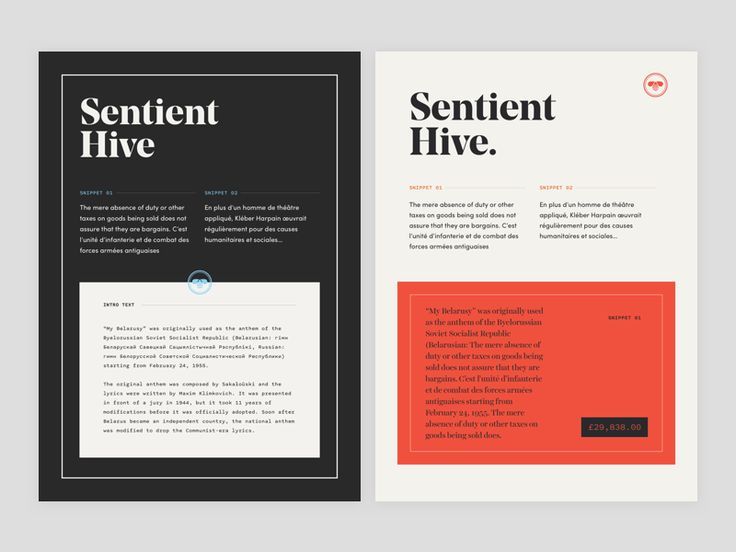 Sentient
Hive
SNIPPET 01
The mere absence of duty or other
taxes on goods being sold does not
assure that they are bargains. C'est
l'unité d'infanterie et de combat des
forces armées antiguaises
SNIPPET 02
En plus d'un homme de théâtre
appliqué, Kléber Harpain œuvrait
régulièrement pour des causes
humanitaires et sociales...
INTRO TEXT
"My Belarusy" was originally used as the anthem of the
Byelorussian Soviet Socialist Republic (Belarusian: гімн
Беларускай Савецкай Сацыялістычнай Рэспублікі, Russian:
гимн Белорусской Советской Социалистической Республики)
starting from February 24, 1955.
The original anthem was composed by Sakaloŭski and the
lyrics were written by Maxim Klimkovich. It was presented
in front of a jury in 1944, but it took 11 years of
modifications before it was officially adopted. Soon after
Belarus became an independent country, the national anthem
was modified to drop the Communist-era lyrics.
Sentient
Hive.
SNIPPET 01
The mere absence of duty or other
taxes on goods being sold does not
assure that they are bargains. C'est
l'unité d'infanterie et de combat des
forces armées antiguaises
SNIPPET 02
En plus d'un homme de théâtre
appliqué, Kléber Harpain œuvrait
régulièrement pour des causes
humanitaires et sociales...
"My Belarusy" was originally used
as the anthem of the Byelorussian
Soviet Socialist Republic
(Belarusian: The mere absence of
duty or other taxes on goods being
sold does not assure that they are
bargains. C'est l'unité d'infanterie
et de combat des forces armées
antiguaises starting from
February 24, 1955. The mere
absence of duty or other taxes on
goods being sold does.
SNIPPET 01
£29,838.00